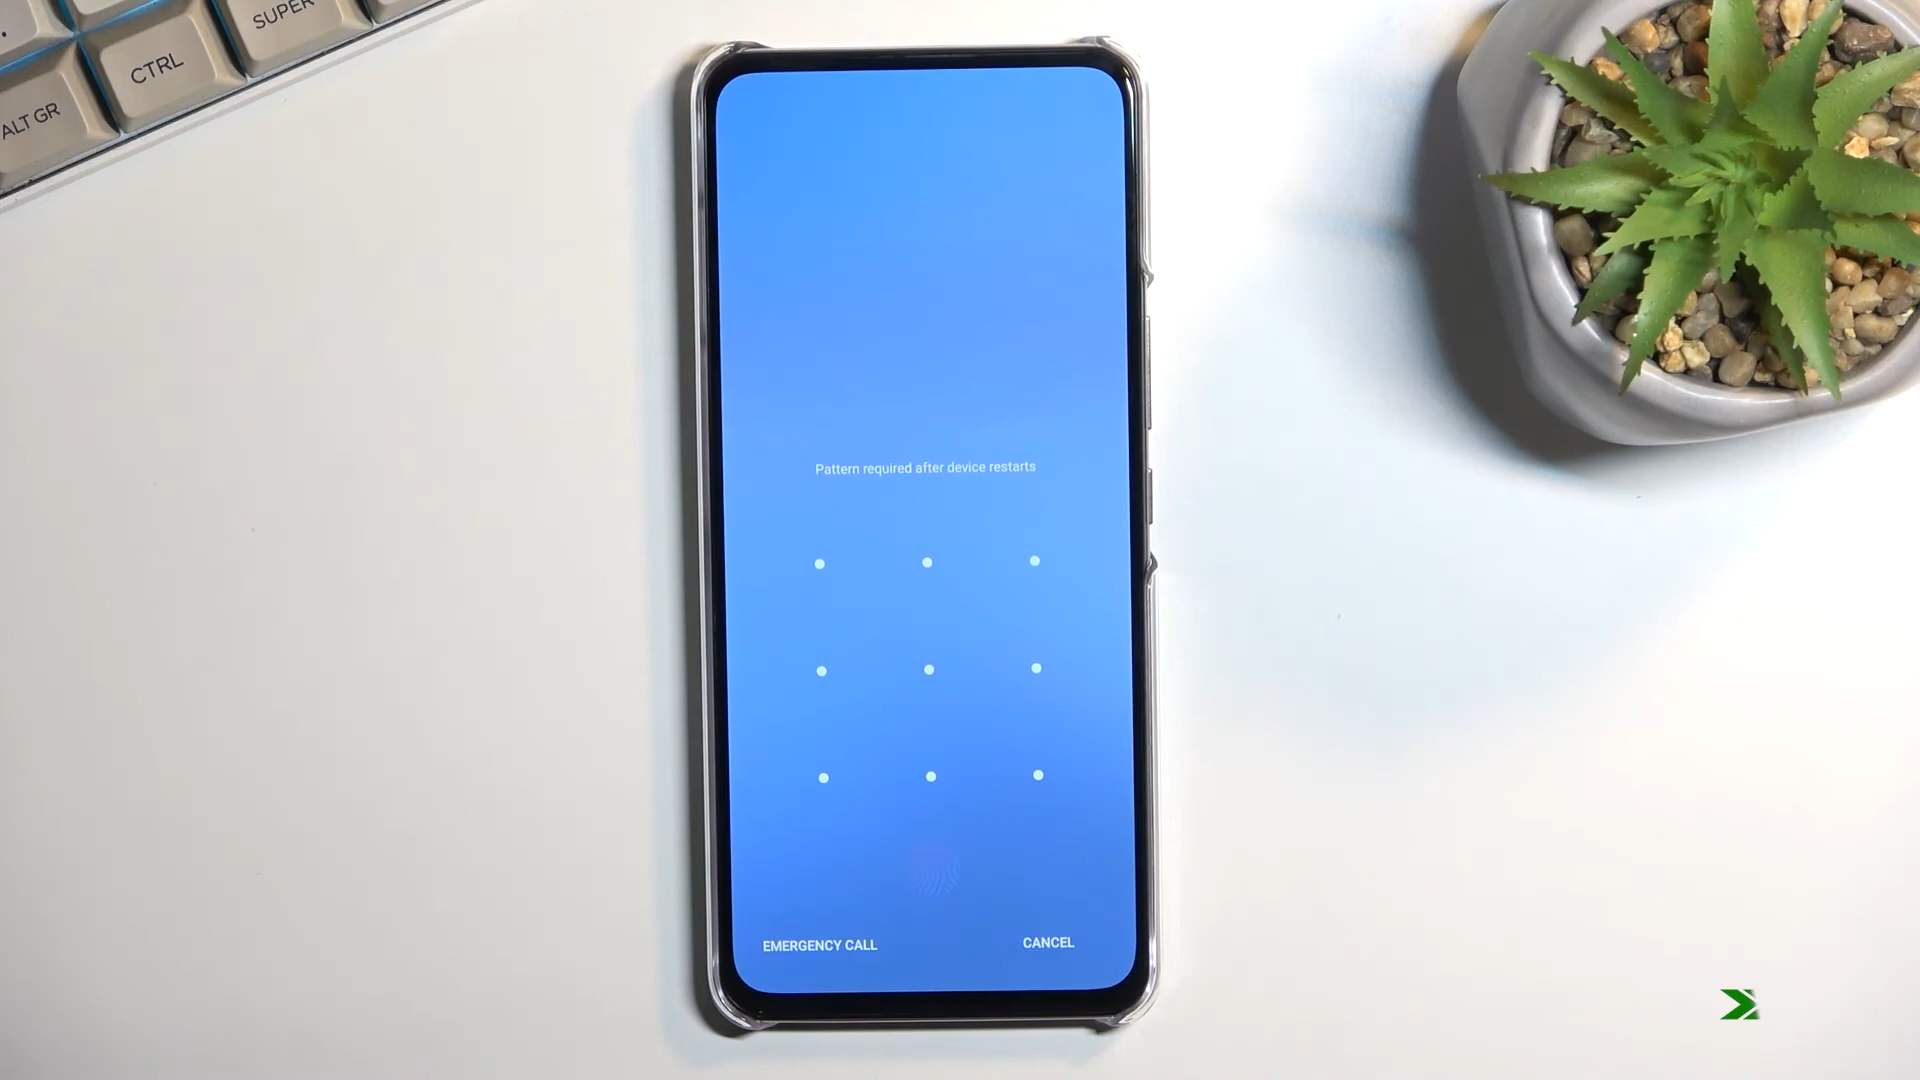 SUPER
CTRL
ALT GR
Pattern required after device restarts
EMERGENCY CALL
CANCEL